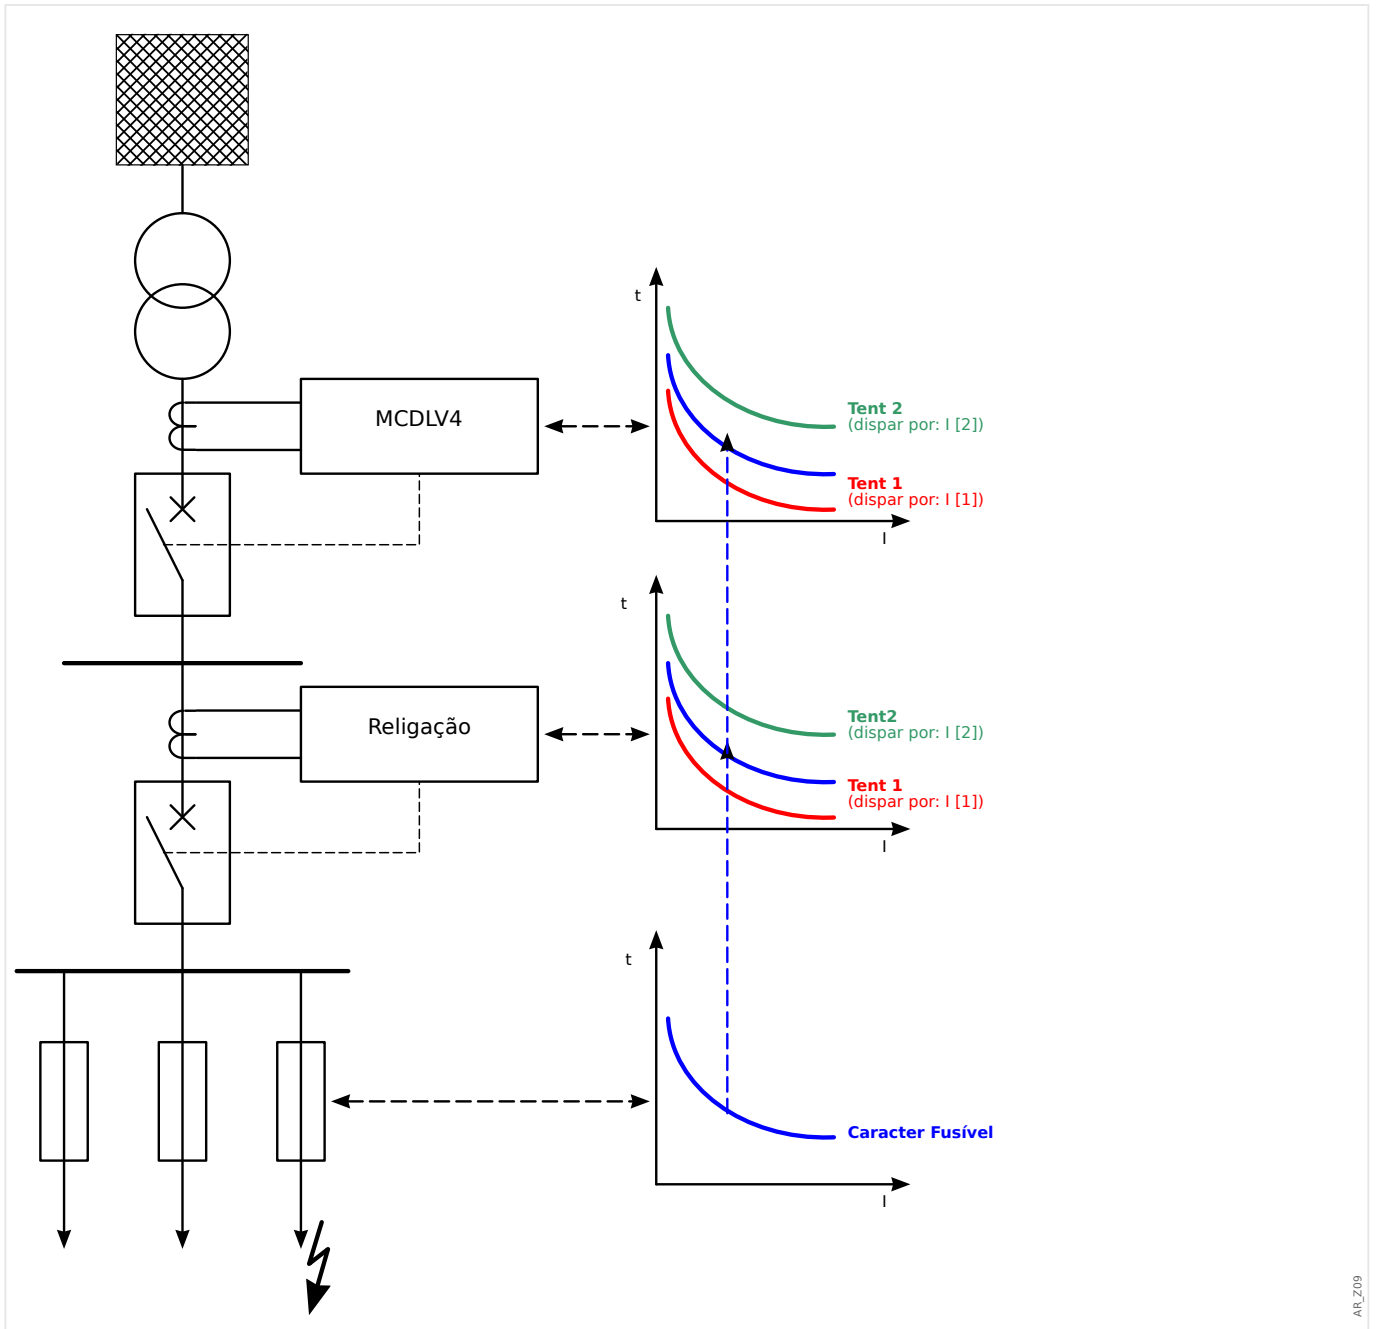 t
MCDLV4
Tent 2
(dispar por: I [2])
Tent 1
(dispar por: I [1])
I
t
Religação
Tent2
(dispar por: I [2])
Tent 1
(dispar por: I [1])
I
t
Caracter Fusível
I
AR_Z09